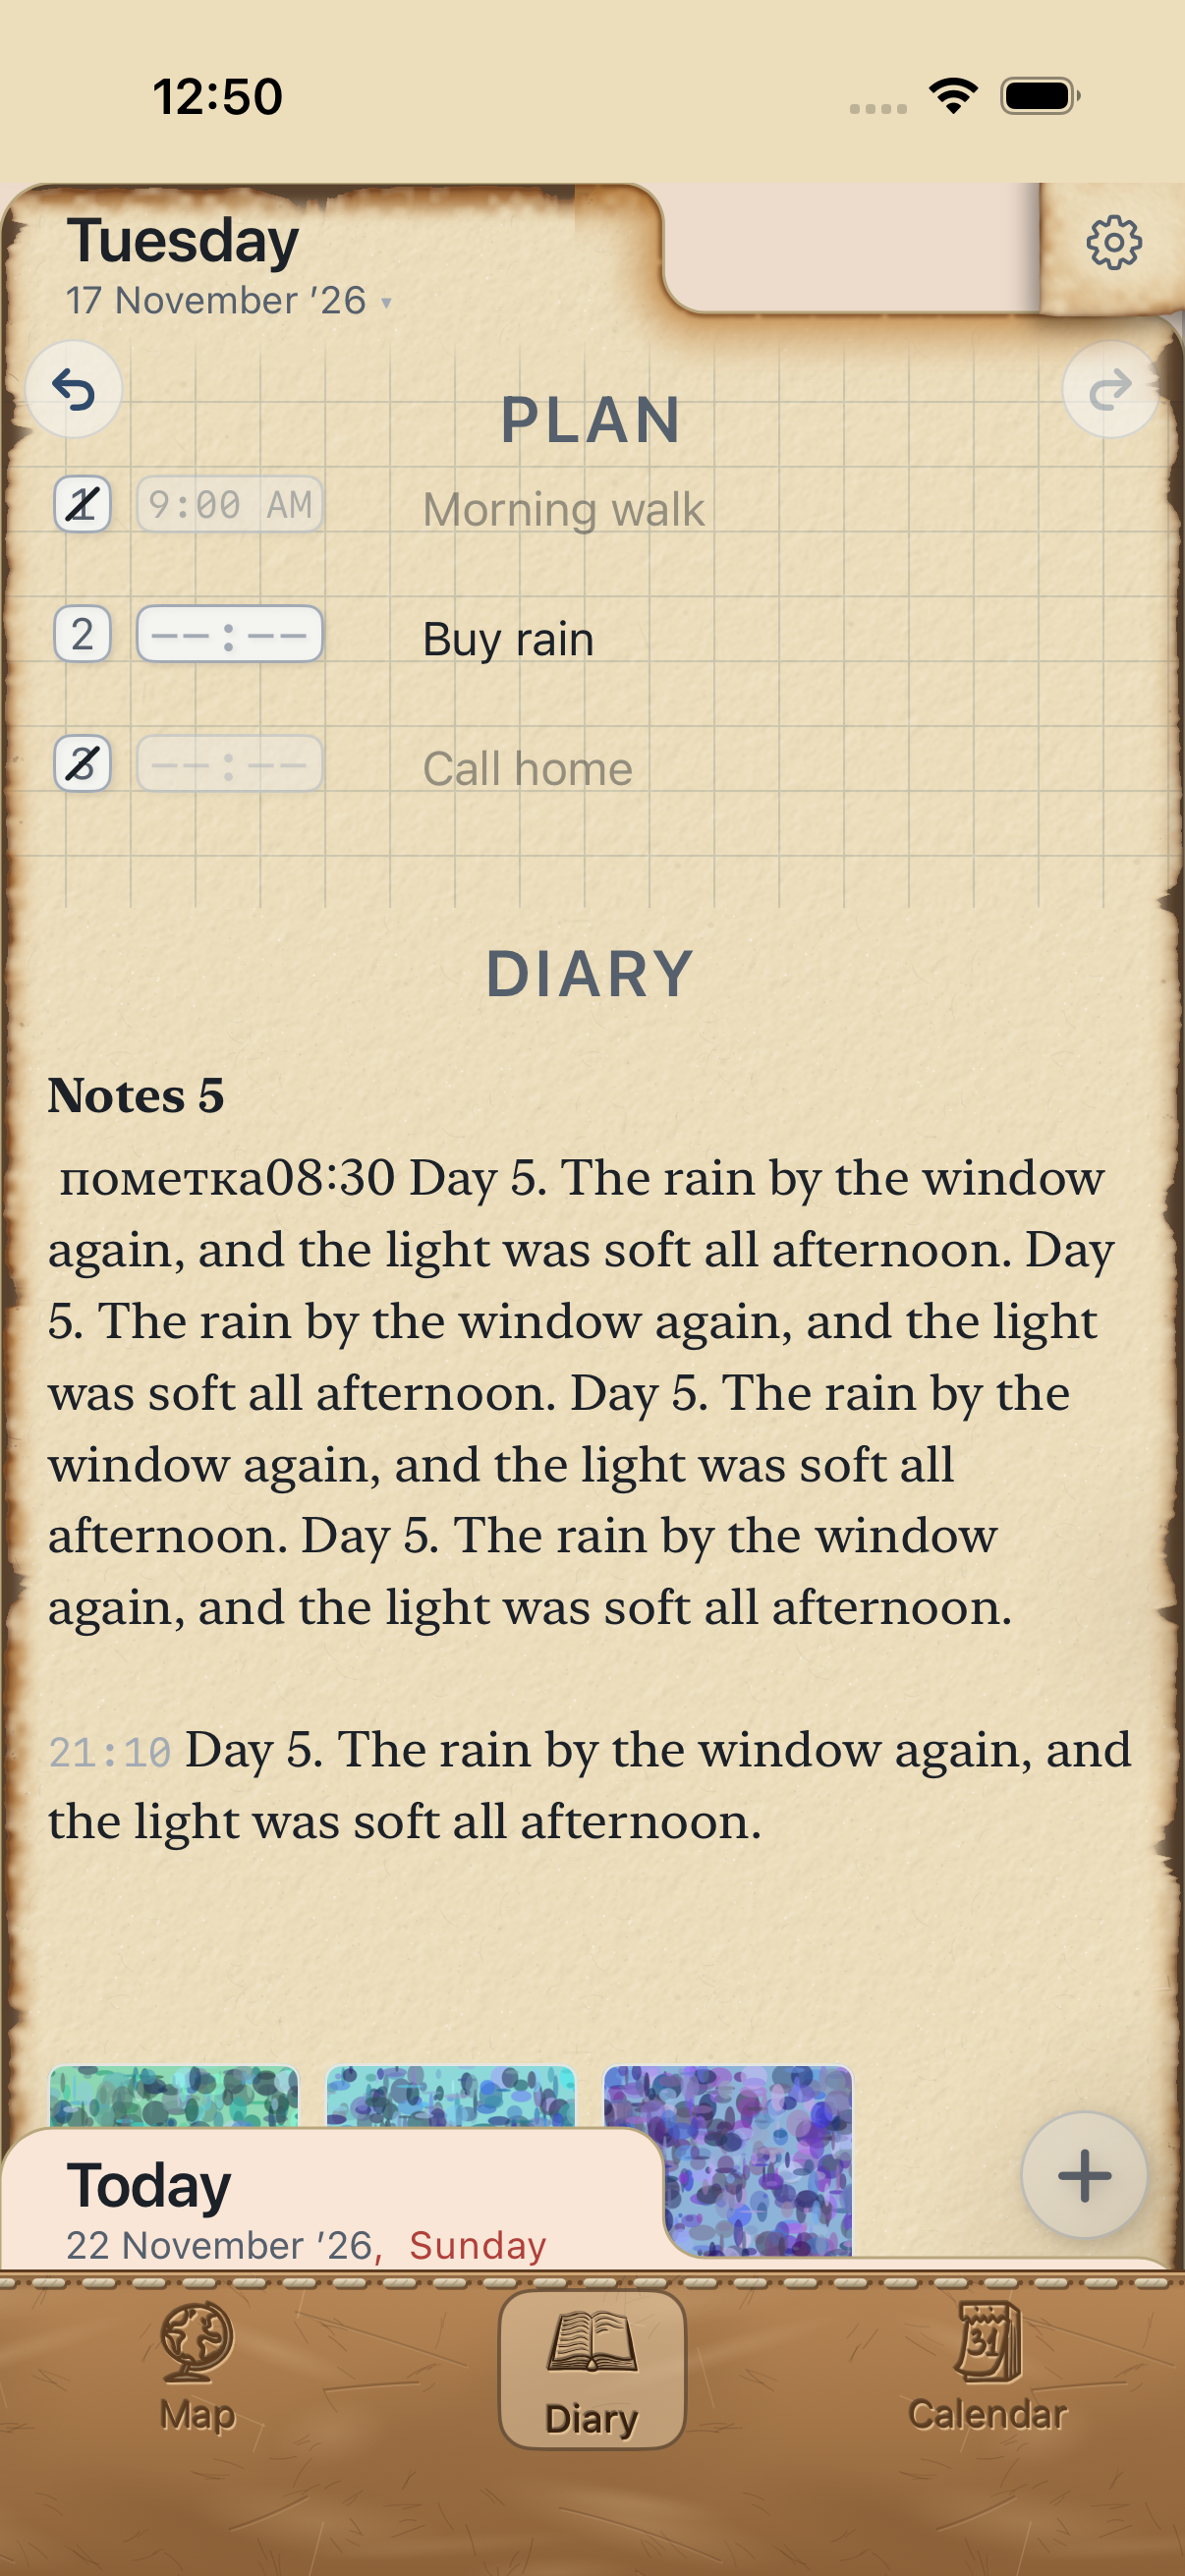 12:50
Tuesday
17 November ’26 ▾
PLAN
1 9:00 AM Morning walk
2 --:-- Buy rain
3 --:-- Call home
DIARY
Notes 5
пометка08:30 Day 5. The rain by the window
again, and the light was soft all afternoon. Day
5. The rain by the window again, and the light
was soft all afternoon. Day 5. The rain by the
window again, and the light was soft all
afternoon. Day 5. The rain by the window
again, and the light was soft all afternoon.
21:10 Day 5. The rain by the window again, and
the light was soft all afternoon.
Today
22 November ’26, Sunday
31
Map
Diary
Calendar